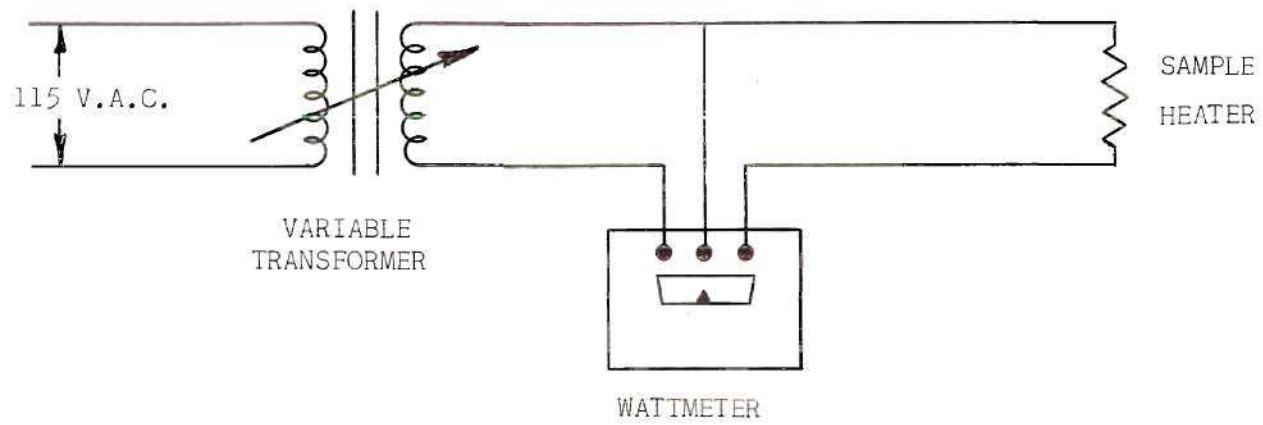 115 V.A.C.
SAMPLE
HEATER
VARIABLE
TRANSFORMER
WATTMETER